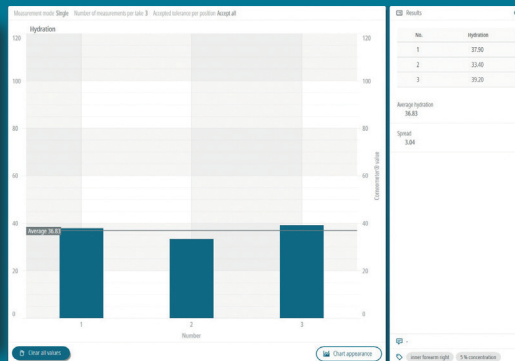 Measurement mode Single Number of measurements per take 3 Accepted tolerance per position Accept all
Hydration
120
100
80
60
40
20
0
Average 36.83
1
2
3
Number
120
100
80
60
40
20
0
Corneometer® value
Clear all values
Chart appearance
Results
No. Hydration
1 37.90
2 33.40
3 39.20
Average hydration
36.83
Spread
3.04
-
inner forearm right
% concentration